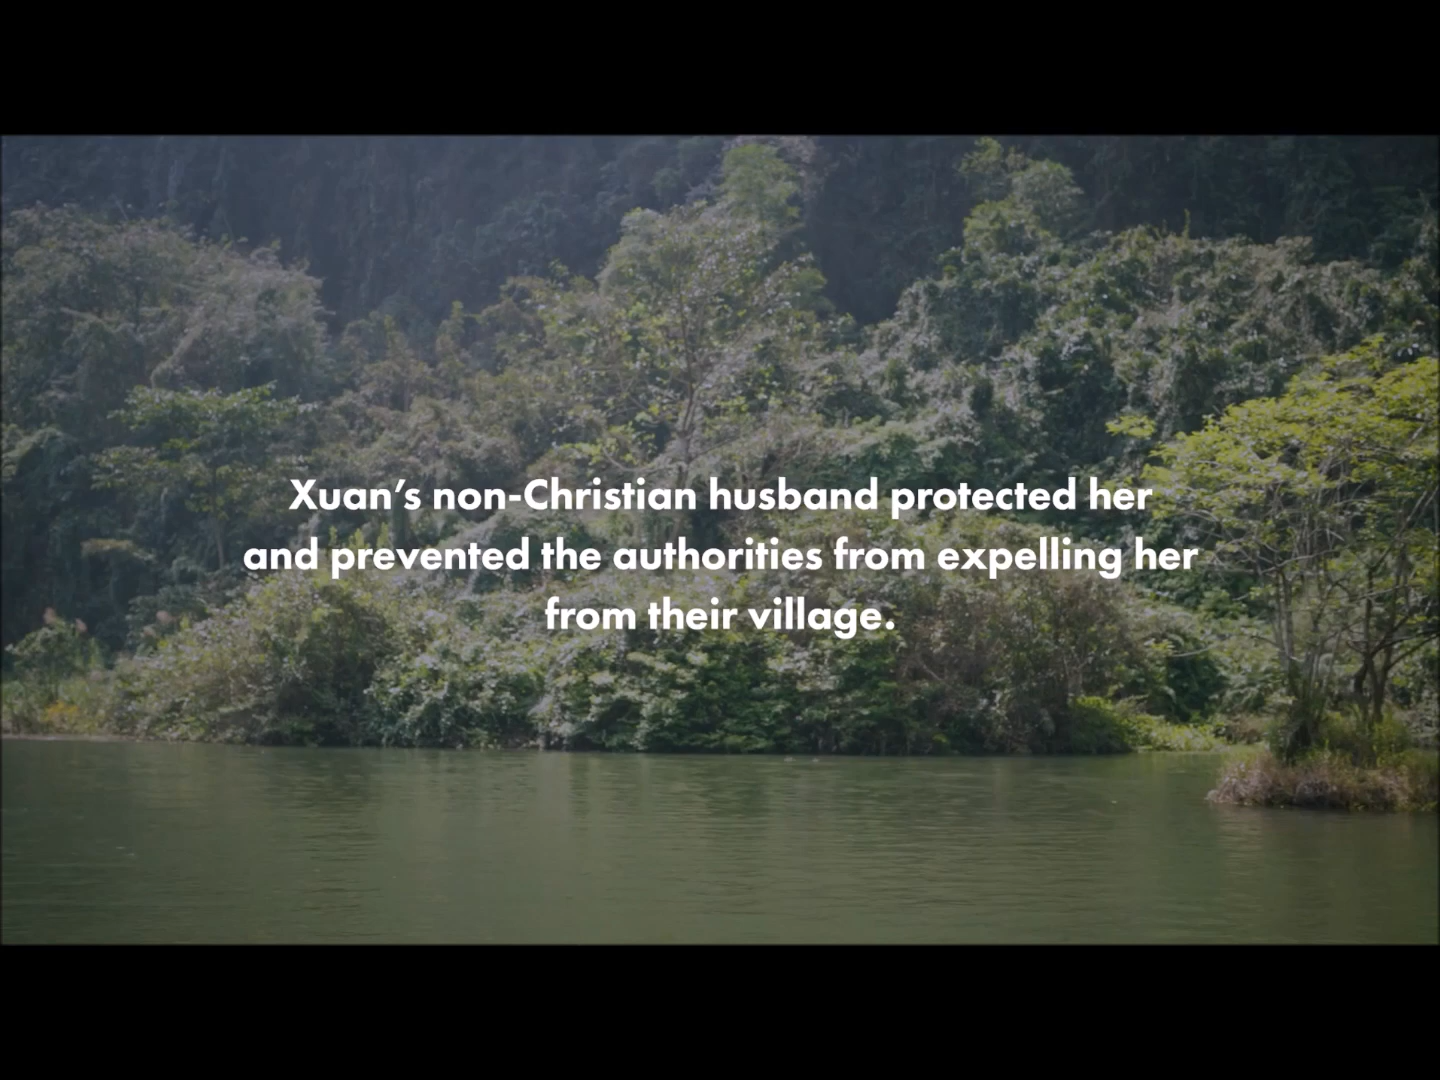 Xuan’s non-Christian husband protected her
and prevented the authorities from expelling her
from their village.